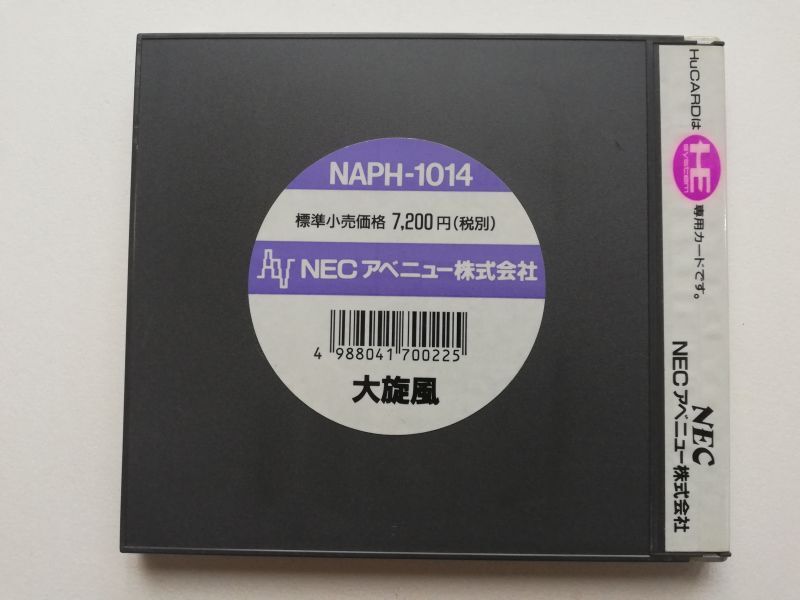 NAPH-1014
標準小売価格 7,200円(税別)
NECアベニュー株式会社
4 988041 700225
大旋風
HuCARDは HE system 専用カードです。
NEC
NECアベニュー株式会社